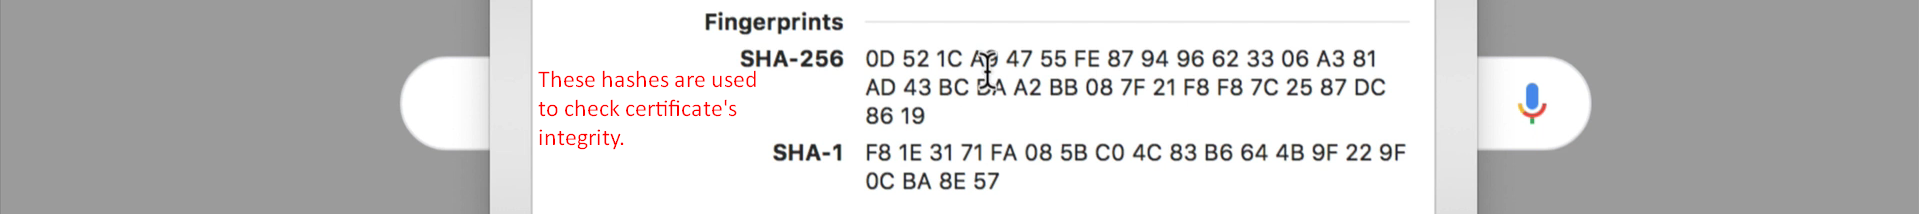 Fingerprints
SHA-256 0D 52 1C 47 55 FE 87 94 96 62 33 06 A3 81
AD 43 BC A2 BB 08 7F 21 F8 F8 7C 25 87 DC
86 19
These hashes are used
to check certificate's
integrity.
SHA-1 F8 1E 31 71 FA 08 5B C0 4C 83 B6 64 4B 9F 22 9F
0C BA 8E 57